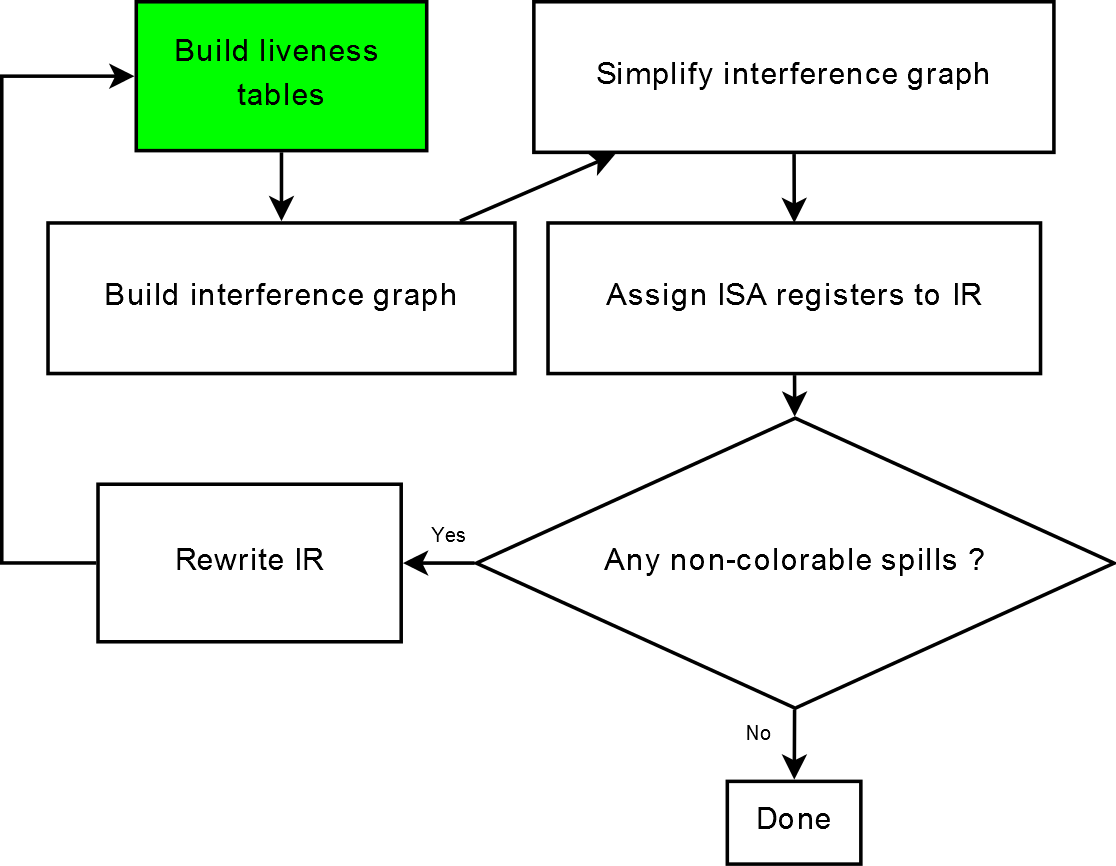 Build liveness
tables
Simplify interference graph
Build interference graph
Assign ISA registers to IR
Any non-colorable spills ?
Yes
Rewrite IR
No
Done